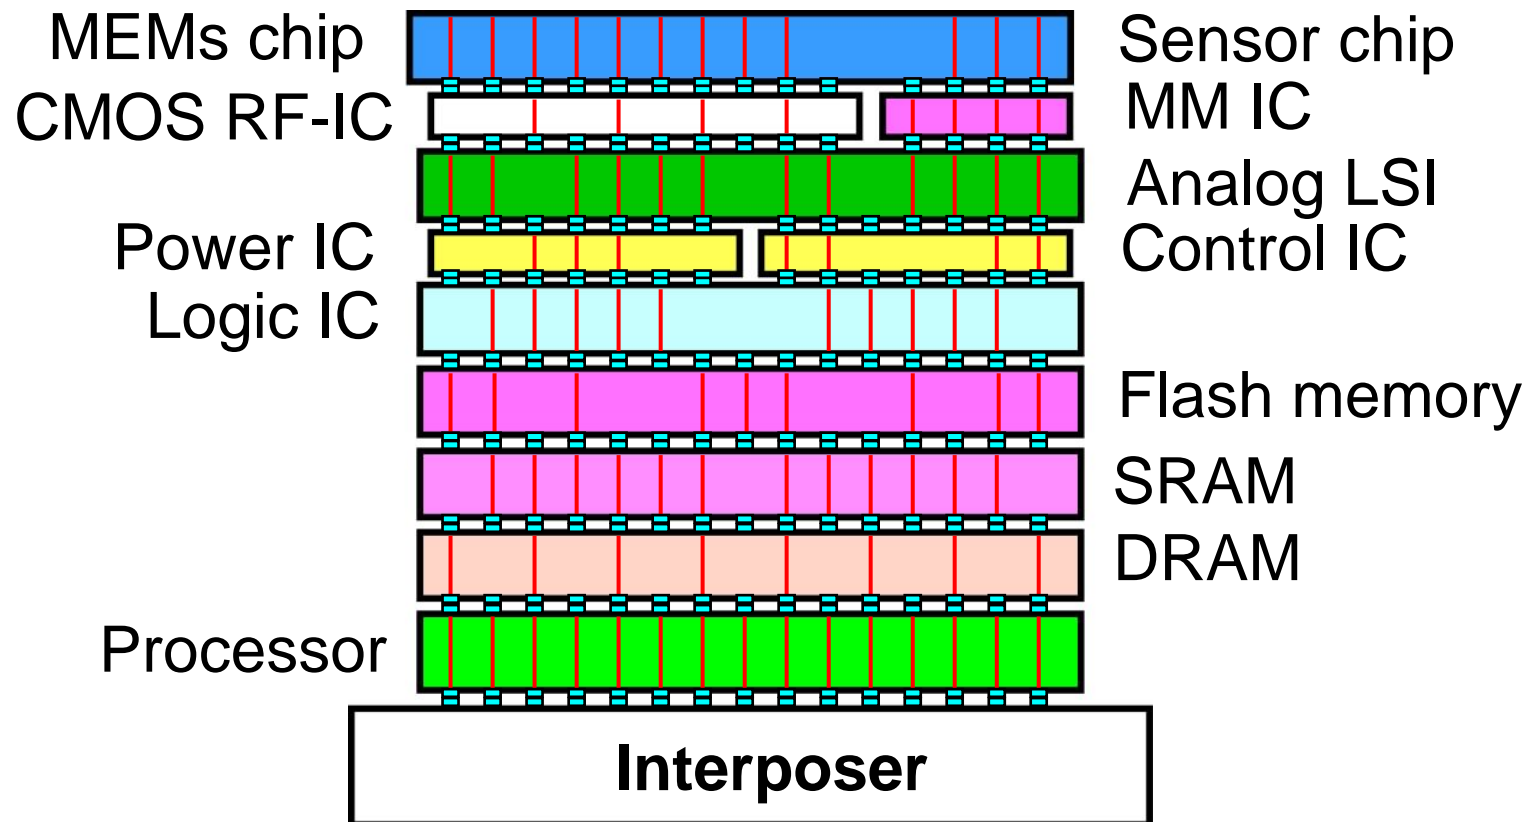 MEMs chip
Sensor chip
CMOS RF-IC
MM IC
Analog LSI
Power IC
Control IC
Logic IC
Flash memory
SRAM
DRAM
Processor
Interposer